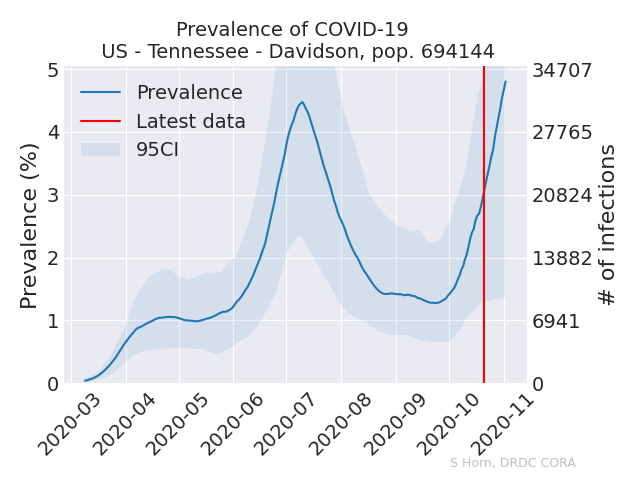 Prevalence of COVID-19
US - Tennessee - Davidson, pop. 694144
Prevalence (%)
5
4
3
2
1
0
Prevalence
Latest data
95CI
34707
27765
20824
13882
6941
0
# of infections
2020-03
2020-04
2020-05
2020-06
2020-07
2020-08
2020-09
2020-10
2020-11
S Horn, DRDC CORA